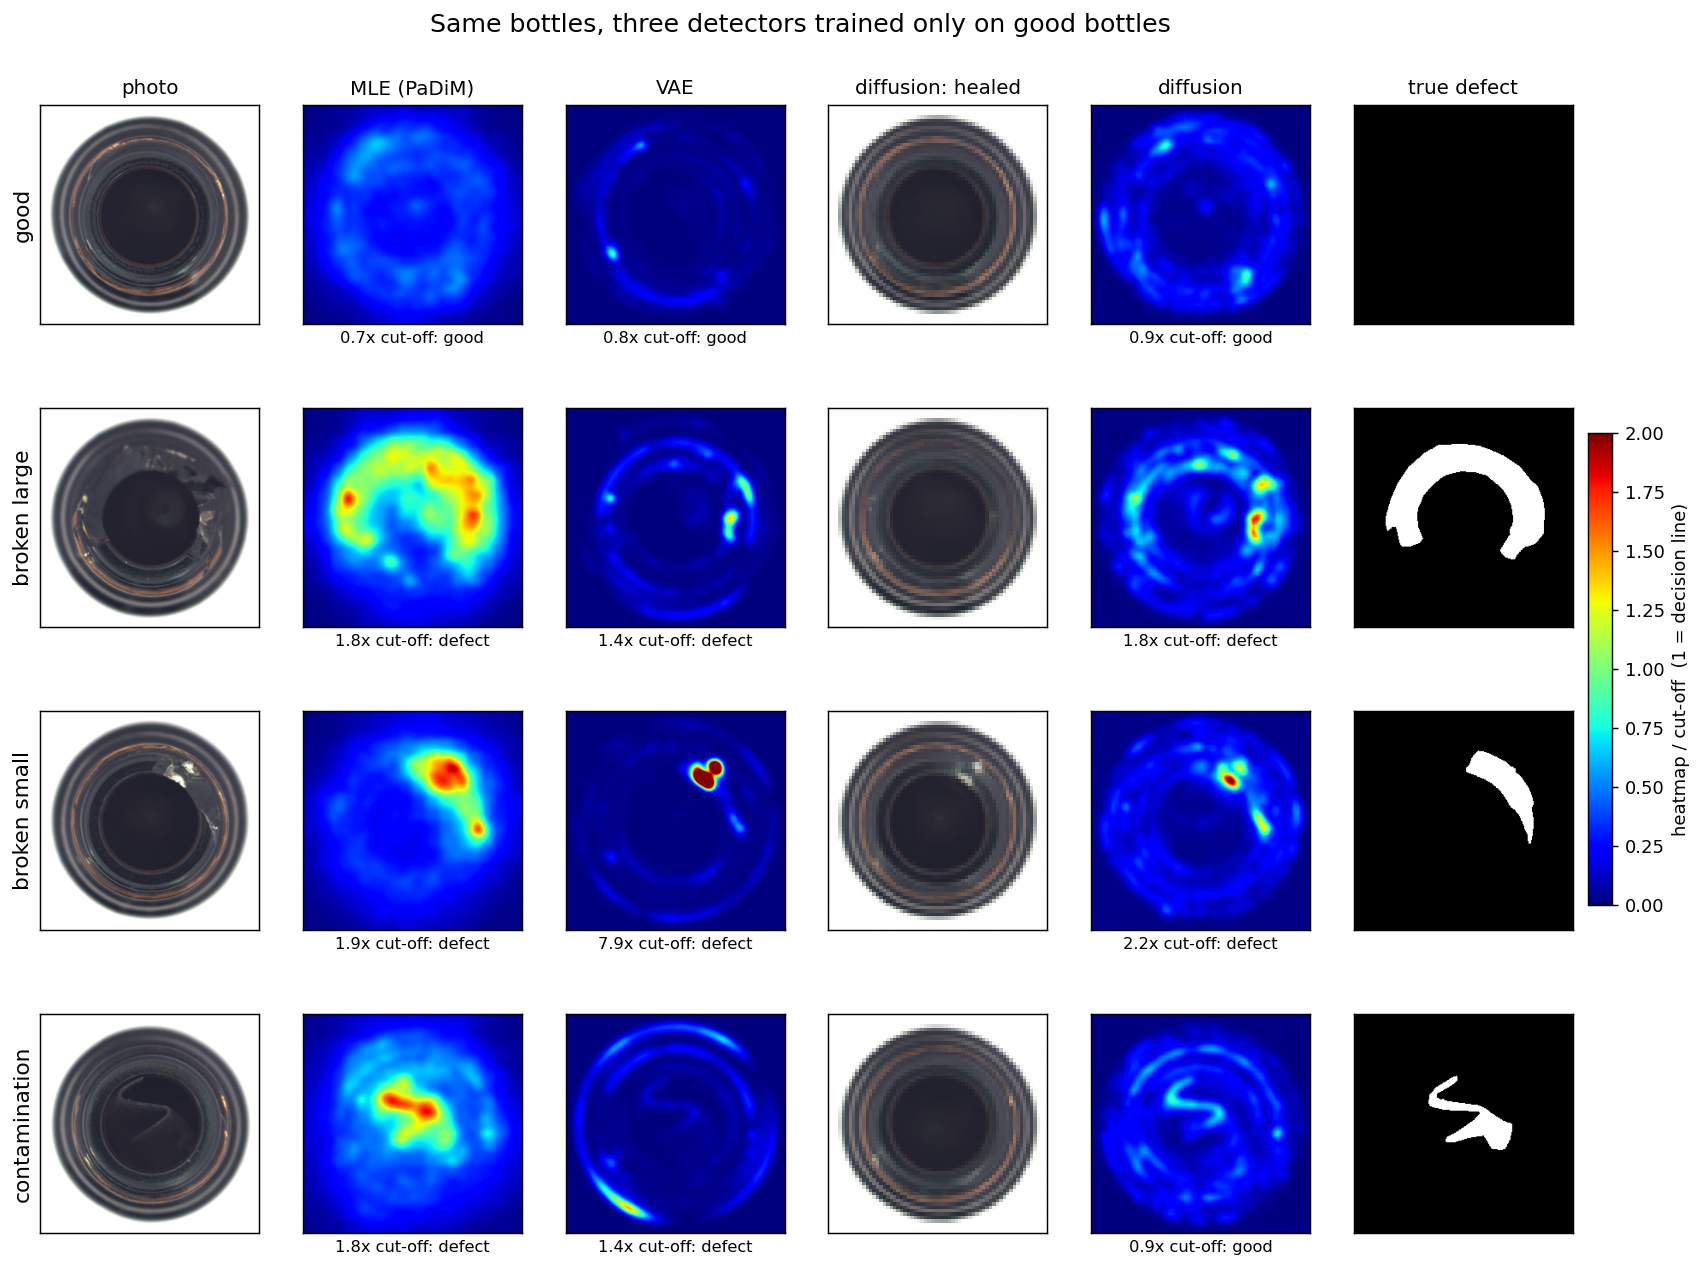 Same bottles, three detectors trained only on good bottles
photo
MLE (PaDiM)
VAE
diffusion: healed
diffusion
true defect
good
0.7x cut-off: good
0.8x cut-off: good
0.9x cut-off: good
broken large
1.8x cut-off: defect
1.4x cut-off: defect
1.8x cut-off: defect
broken small
1.9x cut-off: defect
7.9x cut-off: defect
2.2x cut-off: defect
contamination
1.8x cut-off: defect
1.4x cut-off: defect
0.9x cut-off: good
2.00
1.75
1.50
1.25
1.00
0.75
0.50
0.25
0.00
heatmap / cut-off (1 = decision line)